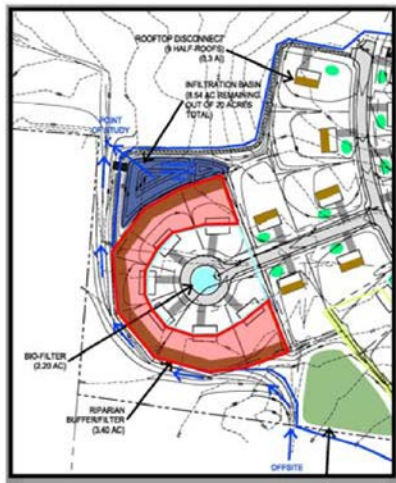 ROOFTOP DISCONNECT
(9 HALF-ROOFS)
(0.3 AI)
INFILTRATION BASIN
(8.54 AC REMAINING
OUT OF 20 ACRES
TOTAL)
POINT
OF STUDY
BIO-FILTER
(2.20 AC)
RIPARIAN
BUFFER/FILTER
(3.40 AC)
OFFSITE